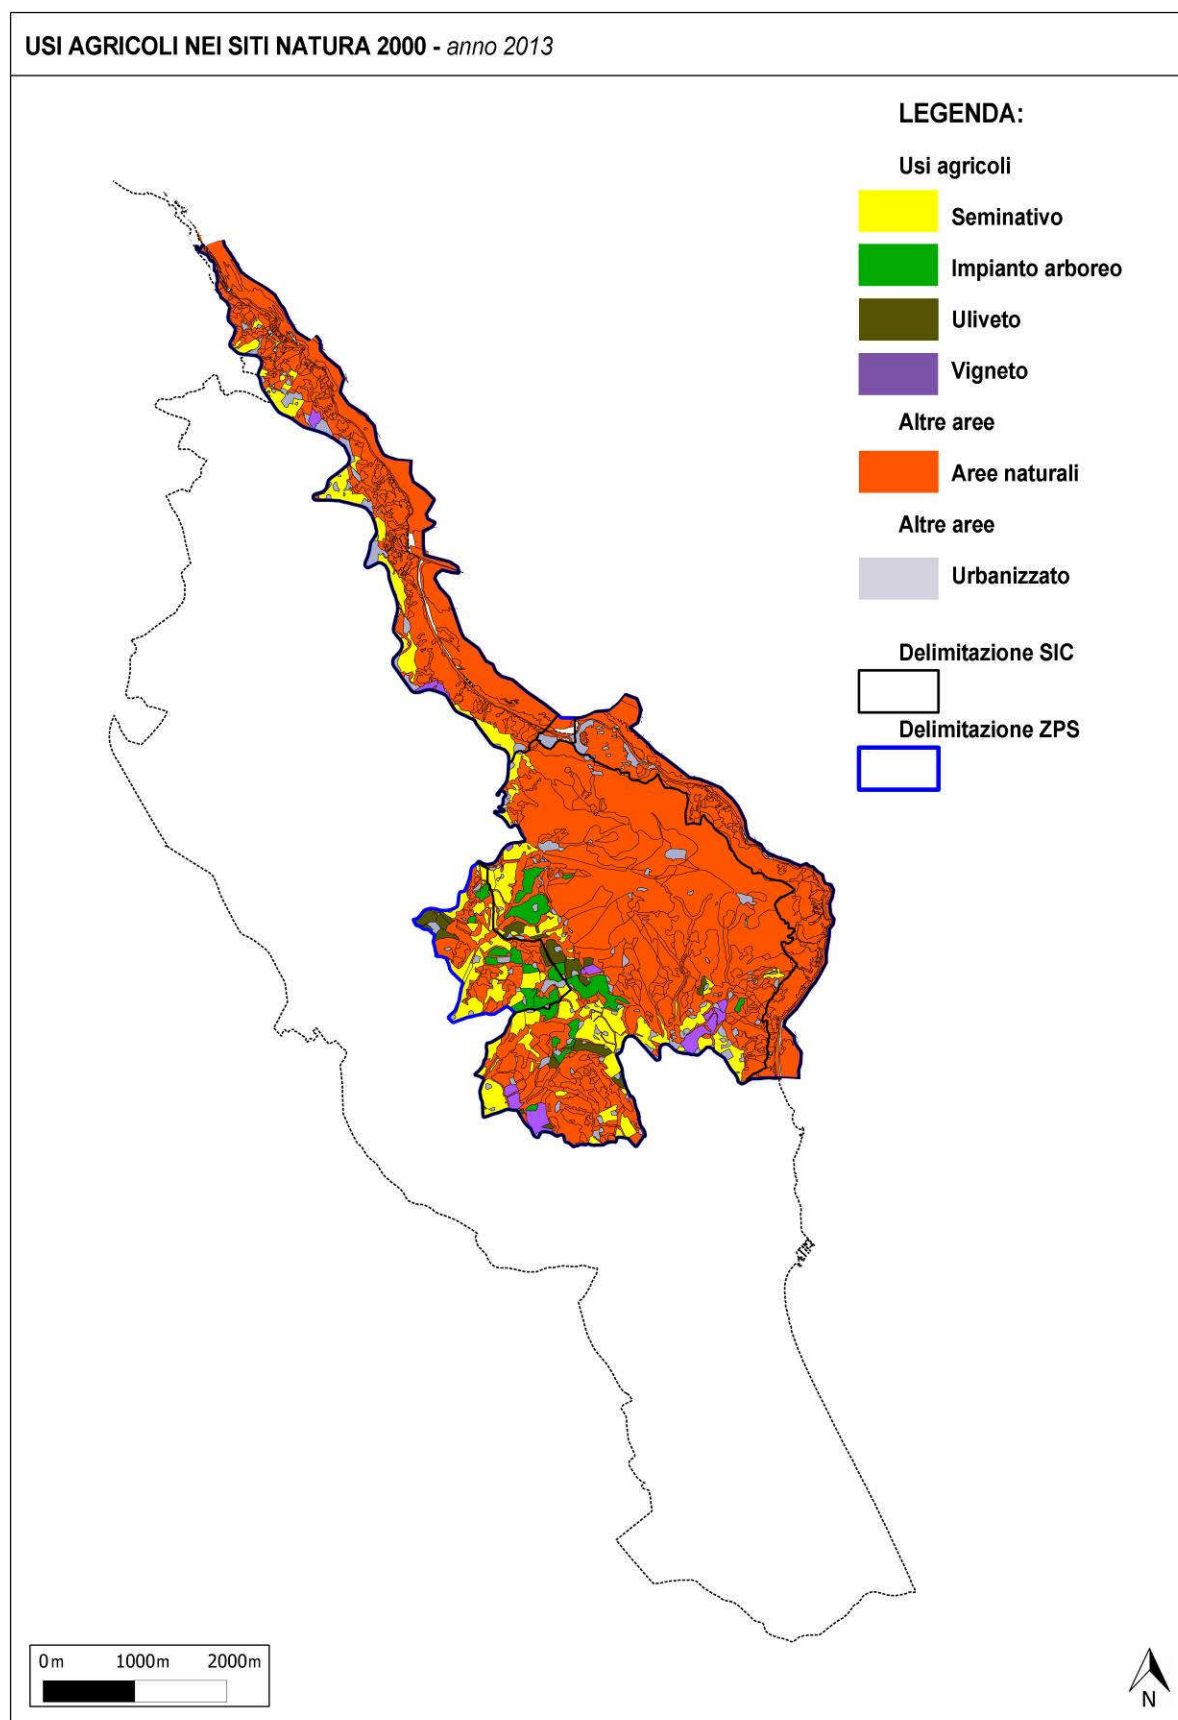 USI AGRICOLI NEI SITI NATURA 2000 - anno 2013
LEGENDA:
Usi agricoli
Seminativo
Impianto arboreo
Uliveto
Vigneto
Altre aree
Aree naturali
Altre aree
Urbanizzato
Delimitazione SIC
Delimitazione ZPS
0 m 1000m 2000m
N